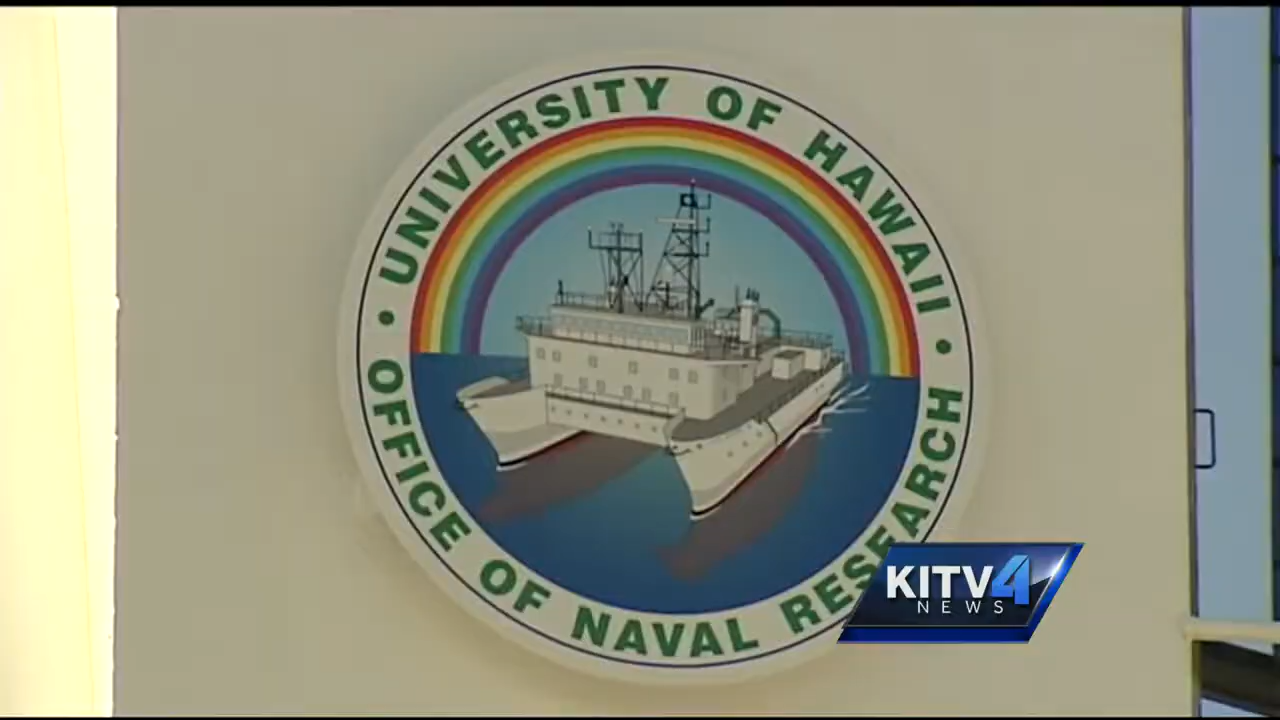 UNIVERSITY OF HAWAII
• OFFICE OF NAVAL RESEARCH •
KITV4
NEWS